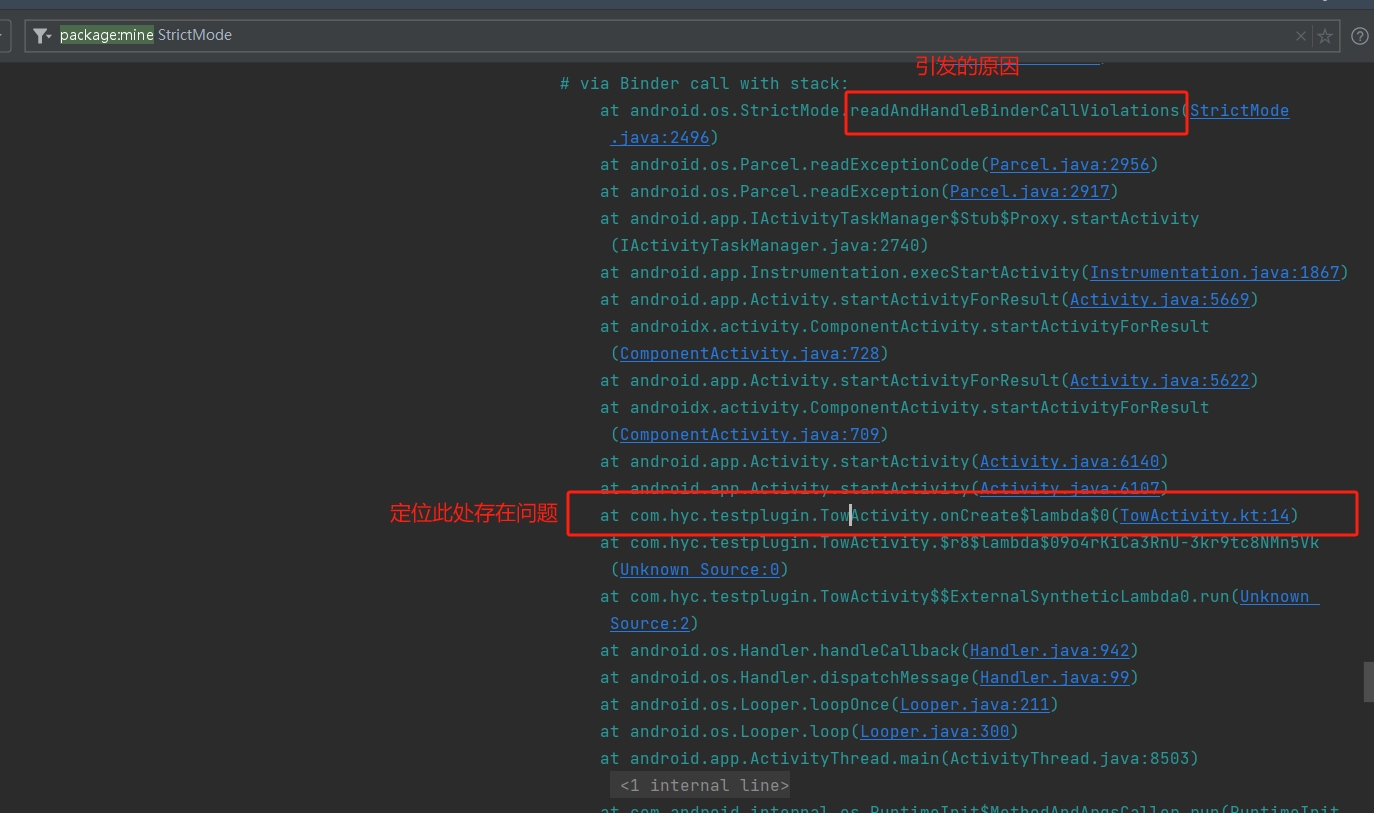 package:mine StrictMode
引发的原因
# via Binder call with stack:
at android.os.StrictMode.readAndHandleBinderCallViolations(StrictMode
.java:2496)
at android.os.Parcel.readExceptionCode(Parcel.java:2956)
at android.os.Parcel.readException(Parcel.java:2917)
at android.app.IActivityTaskManager$Stub$Proxy.startActivity
(IActivityTaskManager.java:2740)
at android.app.Instrumentation.execStartActivity(Instrumentation.java:1867)
at android.app.Activity.startActivityForResult(Activity.java:5669)
at androidx.activity.ComponentActivity.startActivityForResult
(ComponentActivity.java:728)
at android.app.Activity.startActivityForResult(Activity.java:5622)
at androidx.activity.ComponentActivity.startActivityForResult
(ComponentActivity.java:709)
at android.app.Activity.startActivity(Activity.java:6140)
at android.app.Activity.startActivity(Activity.java:6107)
定位此处存在问题
at com.hyc.testplugin.TowActivity.onCreate$lambda$0(TowActivity.kt:14)
at com.hyc.testplugin.TowActivity.$r8$lambda$09o4rKiCa3RnU-3kr9tc8NMn5Vk
(Unknown Source:0)
at com.hyc.testplugin.TowActivity$$ExternalSyntheticLambda0.run(Unknown
Source:2)
at android.os.Handler.handleCallback(Handler.java:942)
at android.os.Handler.dispatchMessage(Handler.java:99)
at android.os.Looper.loopOnce(Looper.java:211)
at android.os.Looper.loop(Looper.java:300)
at android.app.ActivityThread.main(ActivityThread.java:8503)
<1 internal line>
at com.android.internal.os.RuntimeInit$MethodAndArgsCaller.run(RuntimeInit